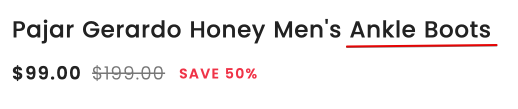 Pajar Gerardo Honey Men's Ankle Boots
$99.00 $199.00 SAVE 50%